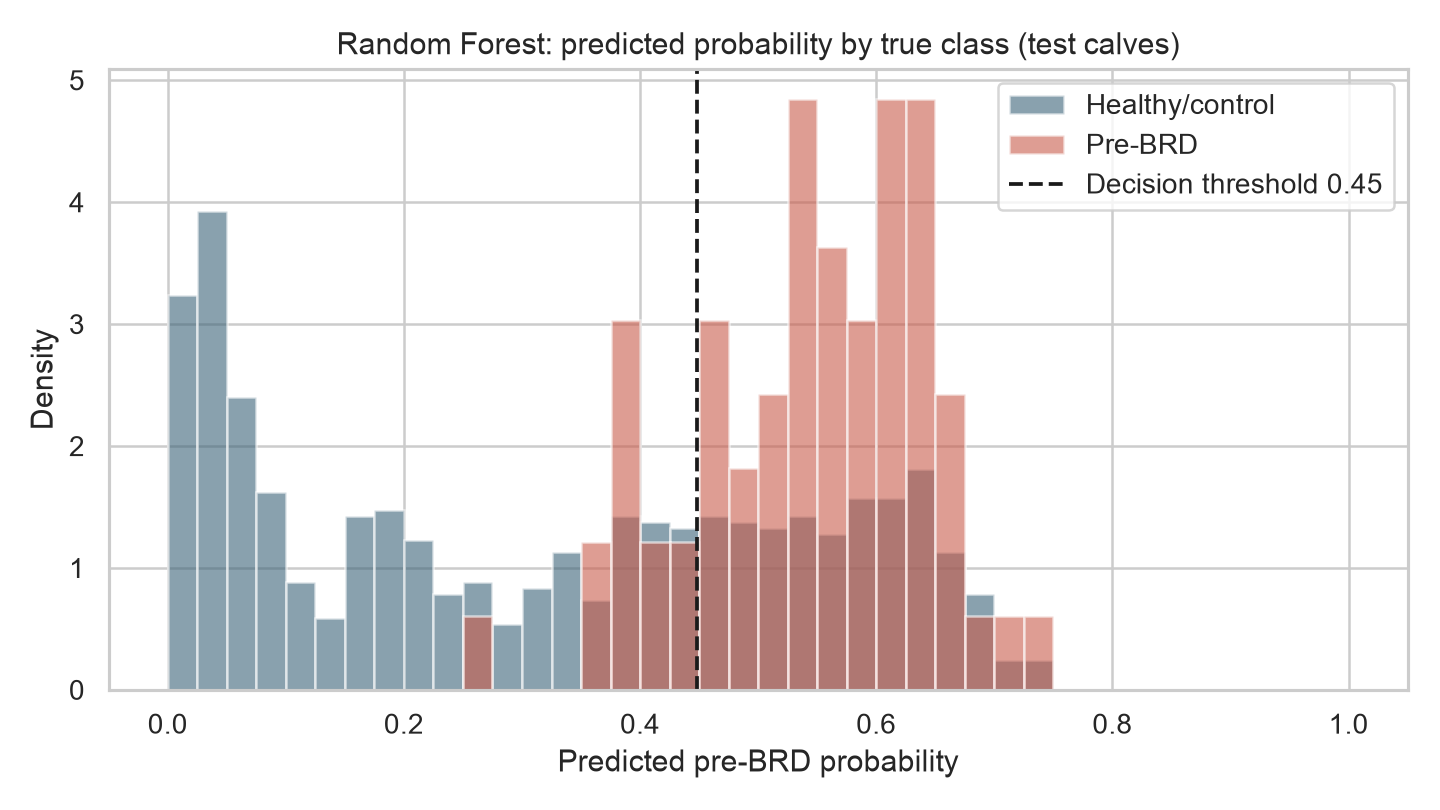 Random Forest: predicted probability by true class (test calves)
Healthy/control
Pre-BRD
Decision threshold 0.45
Density
5
4
3
2
1
0
0.0 0.2 0.4 0.6 0.8 1.0
Predicted pre-BRD probability